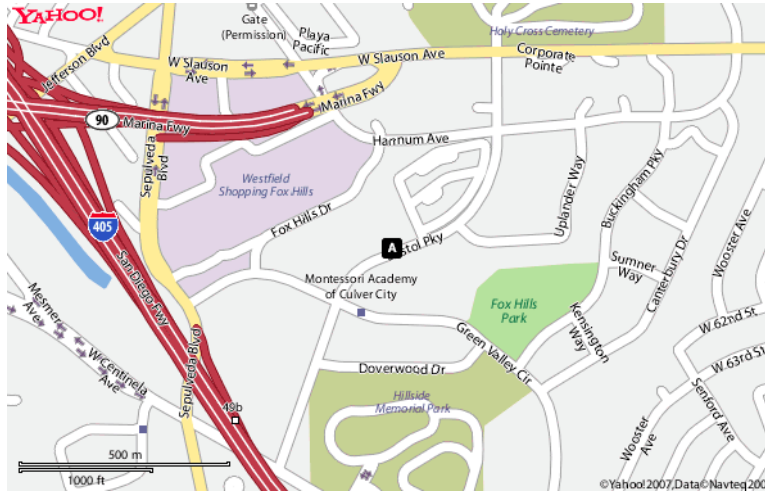 YAHOO!
Gate
(Permission)
Playa
Pacific
Holy Cross Cemetery
W Slauson
Ave
W Slauson Ave
Corporate
Pointe
Jefferson Blvd
Marina Fwy
90
Marina Fwy
Hannum Ave
Sepulveda
Blvd
Westfield
Shopping Fox Hills
Uplander Way
Buckingham Pky
Fox Hills Dr
405
A
San Diego Fwy
Pky
Sumner
Way
Canterbury Dr
Wooster Ave
Montessori Academy
of Culver City
Fox Hills
Park
Kensington
Way
Mesmer
Ave
W Centinela
Ave
Sepulveda Blvd
Green Valley Cir
W 62nd St
W 63rd St
Doverwood Dr
Hillside
Memorial Park
Senford Ave
Wooster
Ave
49b
500 m
1000 ft
©Yahoo!2007,Data©Navteq200